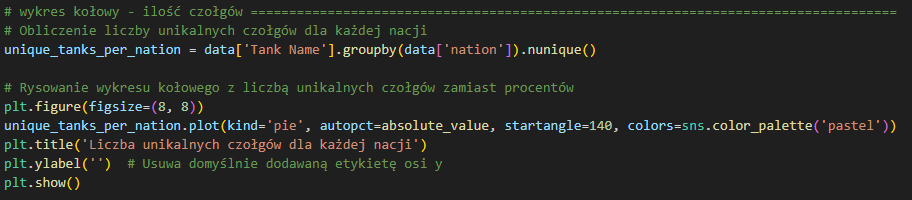 # wykres kołowy - ilość czołgów ===================================================================================
# Obliczenie liczby unikalnych czołgów dla każdej nacji
unique_tanks_per_nation = data['Tank Name'].groupby(data['nation']).nunique()
# Rysowanie wykresu kołowego z liczbą unikalnych czołgów zamiast procentów
plt.figure(figsize=(8, 8))
unique_tanks_per_nation.plot(kind='pie', autopct=absolute_value, startangle=140, colors=sns.color_palette('pastel'))
plt.title('Liczba unikalnych czołgów dla każdej nacji')
plt.ylabel('')  # Usuwa domyślnie dodawaną etykietę osi y
plt.show()